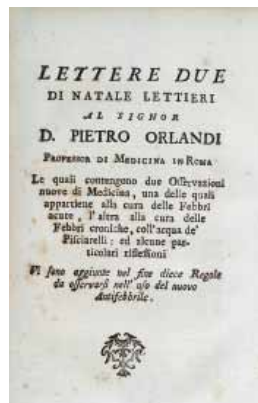 LETTERE DUE
DI NATALE LETTIERI
AL SIGNOR
D. PIETRO ORLANDI
PROFESSOR DI MEDICINA IN ROMA
Le quali contengono due Osservazioni
nuove di Medicina, una delle quali
appartiene alla cura delle Febbri
acute, l'altra alla cura delle
Febbri croniche, coll'acqua de'
Pisciarelli: ed alcune par-
ticolari riflessioni
Vi sono aggiunte nel fine diece Regole
da osservarsi nell' uso del nuovo
Antifebbrile.